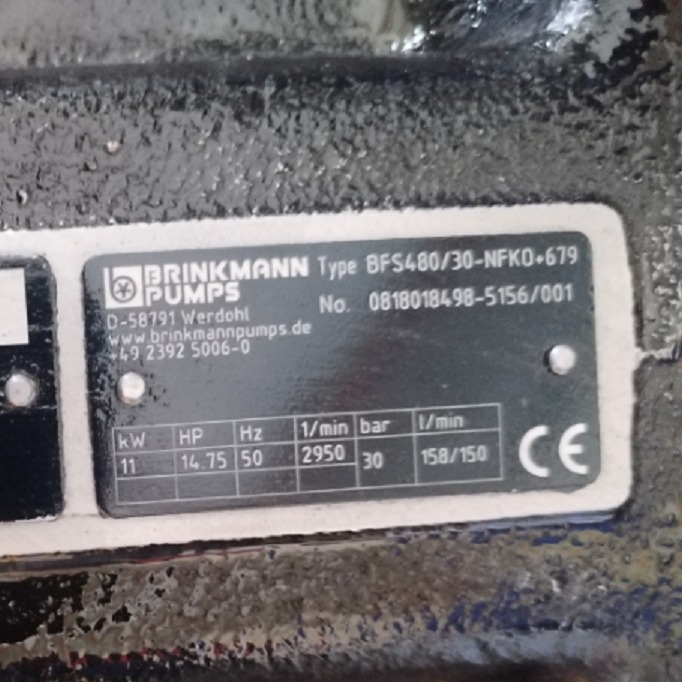 BRINKMANN
PUMPS
D-58791 Werdohl
www.brinkmannpumps.de
+49 2392 5006-0
Type BFS480/30-NFKO+679
No. 0818018498-5156/001
kW HP Hz 1/min bar l/min
11 14.75 50 2950 30 158/150
CE